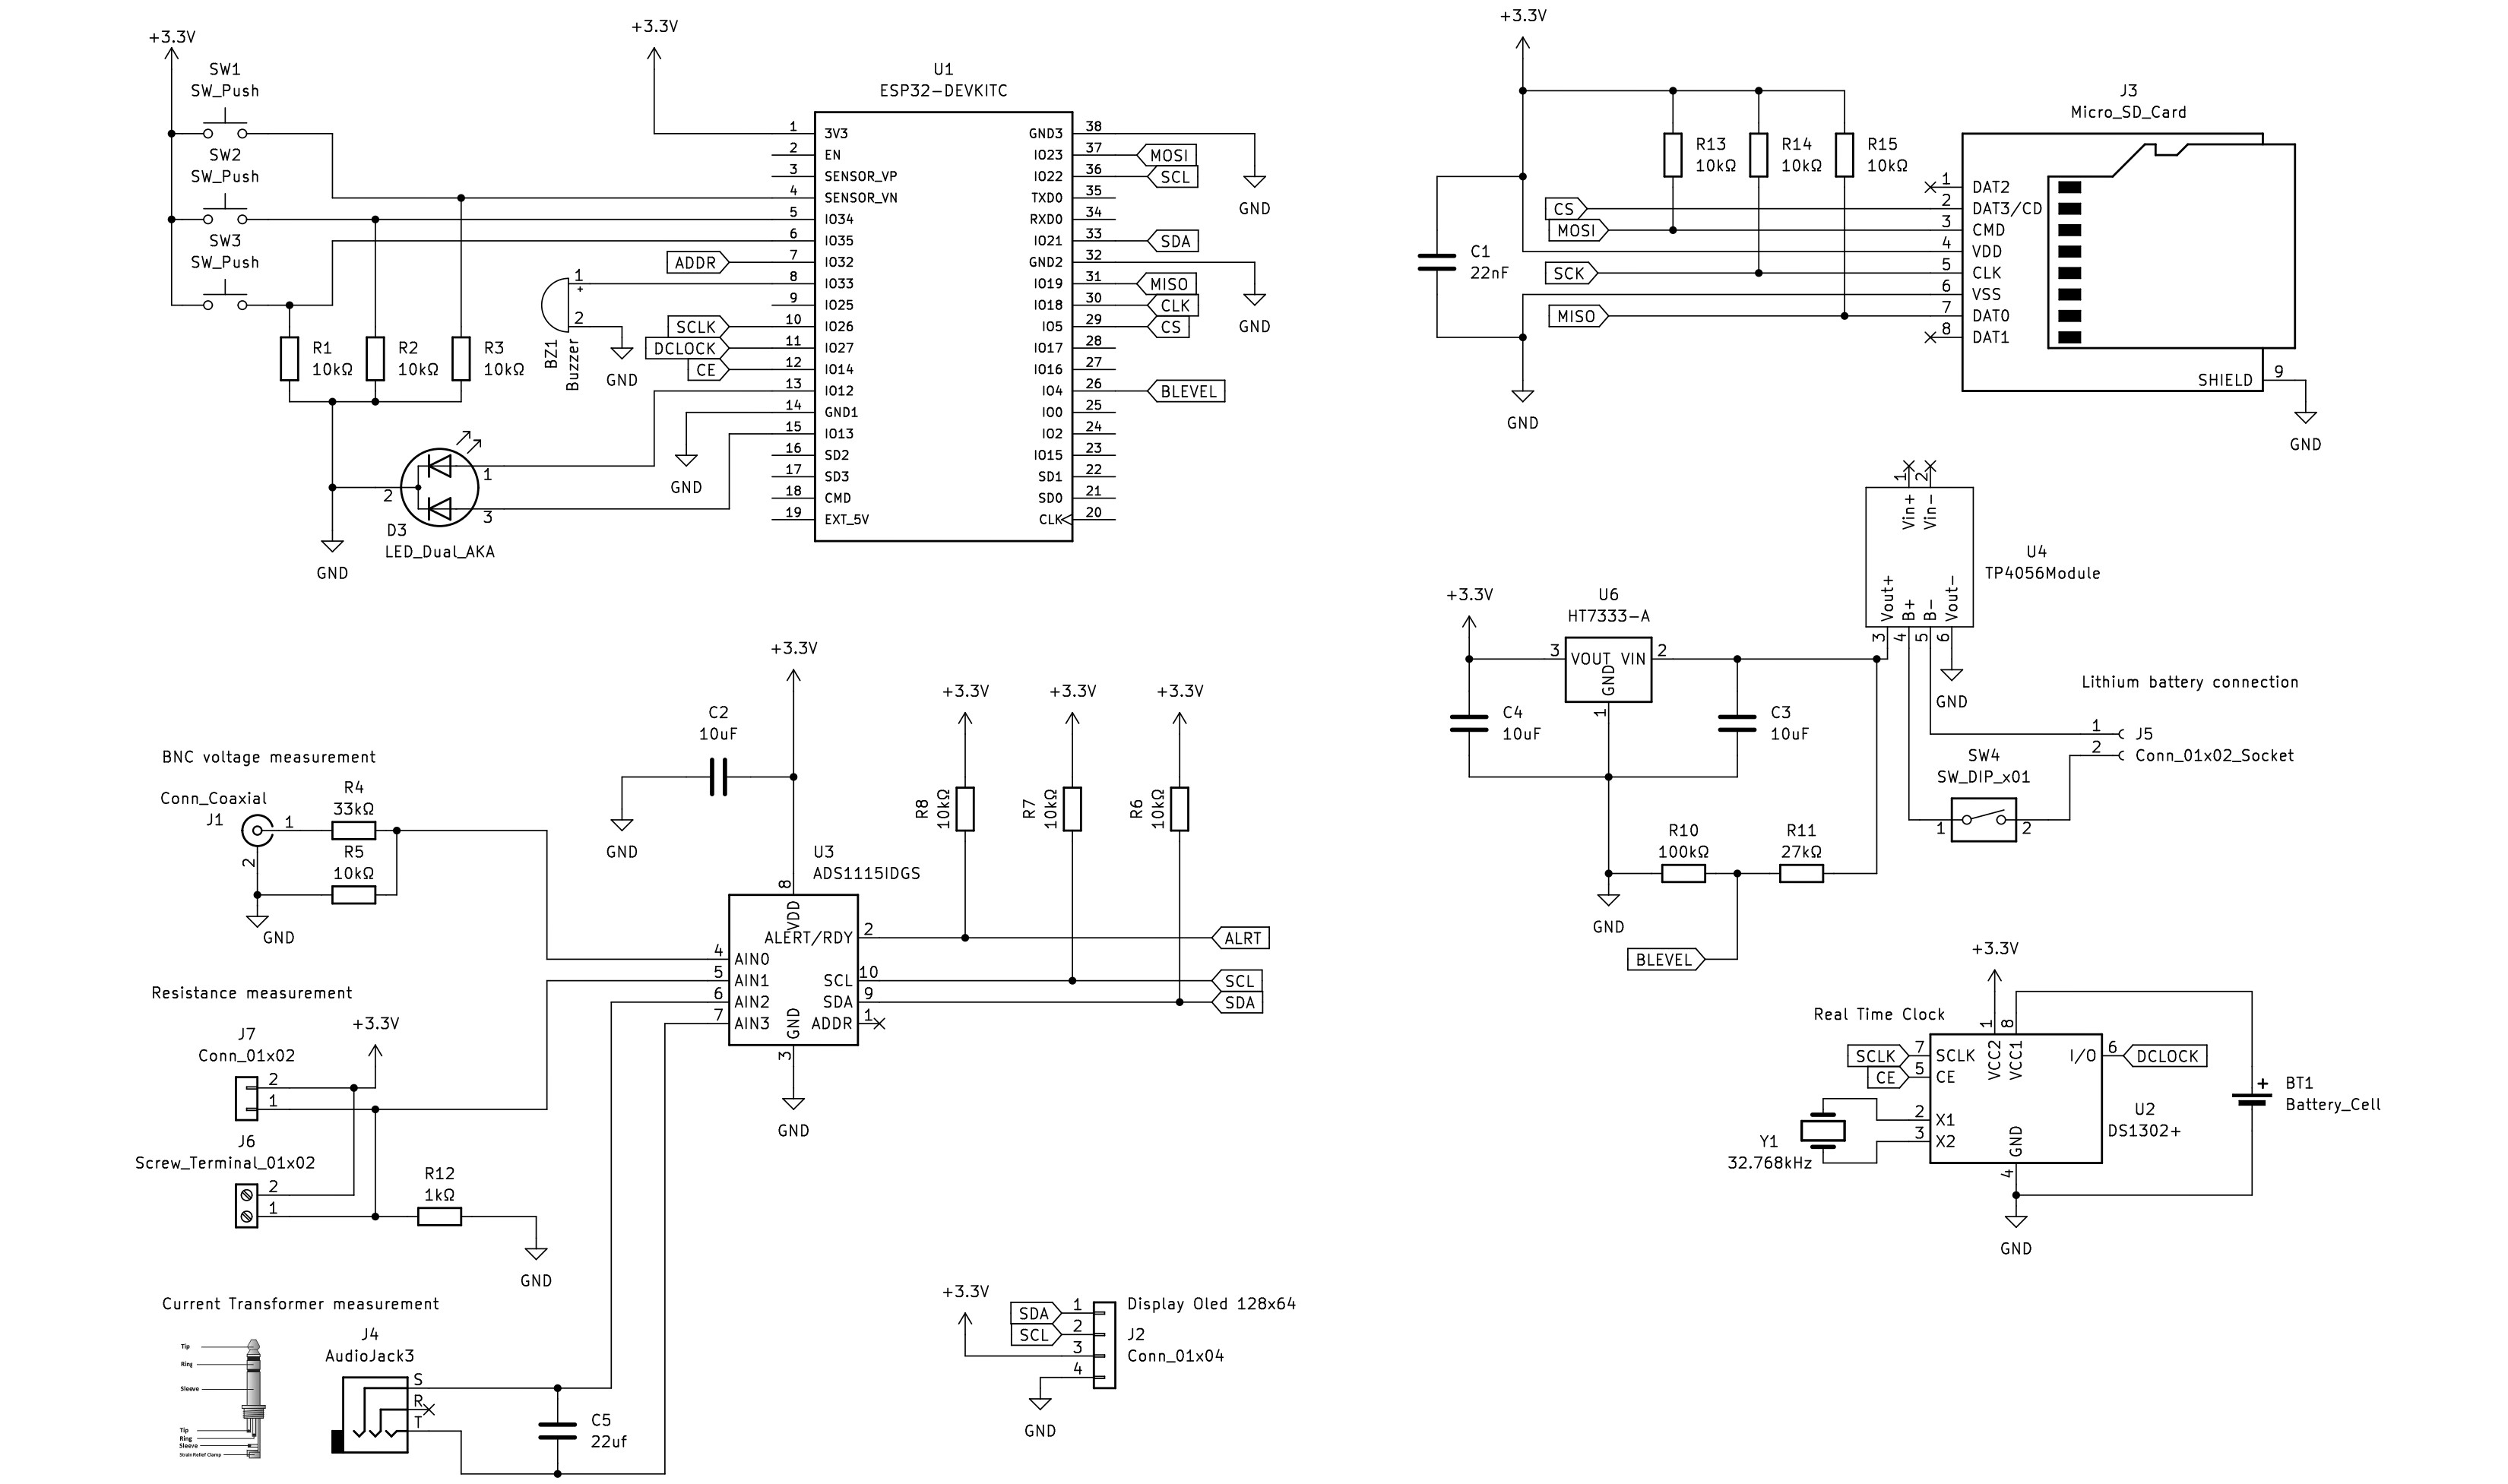 +3.3V
SW1
SW_Push
SW2
SW_Push
SW3
SW_Push
R1
10kΩ
R2
10kΩ
R3
10kΩ
GND
D3
LED_Dual_AKA
1
2
3
BZ1
Buzzer
1
+
2
GND
+3.3V
U1
ESP32-DEVKITC
1 3V3
2 EN
3 SENSOR_VP
4 SENSOR_VN
5 IO34
6 IO35
ADDR 7 IO32
8 IO33
9 IO25
SCLK 10 IO26
DCLOCK 11 IO27
CE 12 IO14
13 IO12
14 GND1
15 IO13
16 SD2
17 SD3
18 CMD
19 EXT_5V
GND
GND3 38
IO23 37 MOSI
IO22 36 SCL
TXD0 35
RXD0 34
IO21 33 SDA
GND2 32
IO19 31 MISO
IO18 30 CLK
IO5 29 CS
IO17 28
IO16 27
IO4 26 BLEVEL
IO0 25
IO2 24
IO15 23
SD1 22
SD0 21
CLK 20
GND
GND
+3.3V
C1
22nF
GND
R13
10kΩ
R14
10kΩ
R15
10kΩ
J3
Micro_SD_Card
1 DAT2
CS 2 DAT3/CD
MOSI 3 CMD
4 VDD
SCK 5 CLK
6 VSS
MISO 7 DAT0
8 DAT1
SHIELD 9
GND
1 Vin+
2 Vin-
U4
TP4056Module
Vout+ 3
B+ 4
B- 5
Vout- 6
GND
+3.3V
U6
HT7333-A
3 VOUT VIN 2
GND
1
C4
10uF
C3
10uF
Lithium battery connection
1 J5
2 Conn_01x02_Socket
SW4
SW_DIP_x01
1 2
R10
100kΩ
R11
27kΩ
GND
BLEVEL
BNC voltage measurement
Conn_Coaxial
J1
1
2
R4
33kΩ
R5
10kΩ
GND
+3.3V
C2
10uF
GND
U3
ADS1115IDGS
8
VDD
ALERT/RDY 2 ALRT
4 AIN0
5 AIN1
6 AIN2
7 AIN3
SCL 10 SCL
SDA 9 SDA
ADDR 1
GND
3
GND
+3.3V
R8
10kΩ
+3.3V
R7
10kΩ
+3.3V
R6
10kΩ
Resistance measurement
J7
Conn_01x02
2
1
+3.3V
J6
Screw_Terminal_01x02
2
1
R12
1kΩ
GND
Current Transformer measurement
Tip
Ring
Sleeve
Tip
Ring
Sleeve
Strain Relief Clamp
J4
AudioJack3
S
R
T
C5
22uf
+3.3V
Display Oled 128x64
SDA 1
SCL 2
3
4
J2
Conn_01x04
GND
Real Time Clock
+3.3V
1 VCC2
8 VCC1
SCLK 7 SCLK
CE 5 CE
2 X1
3 X2
I/O 6 DCLOCK
GND
4
U2
DS1302+
Y1
32.768kHz
+ BT1
Battery_Cell
GND